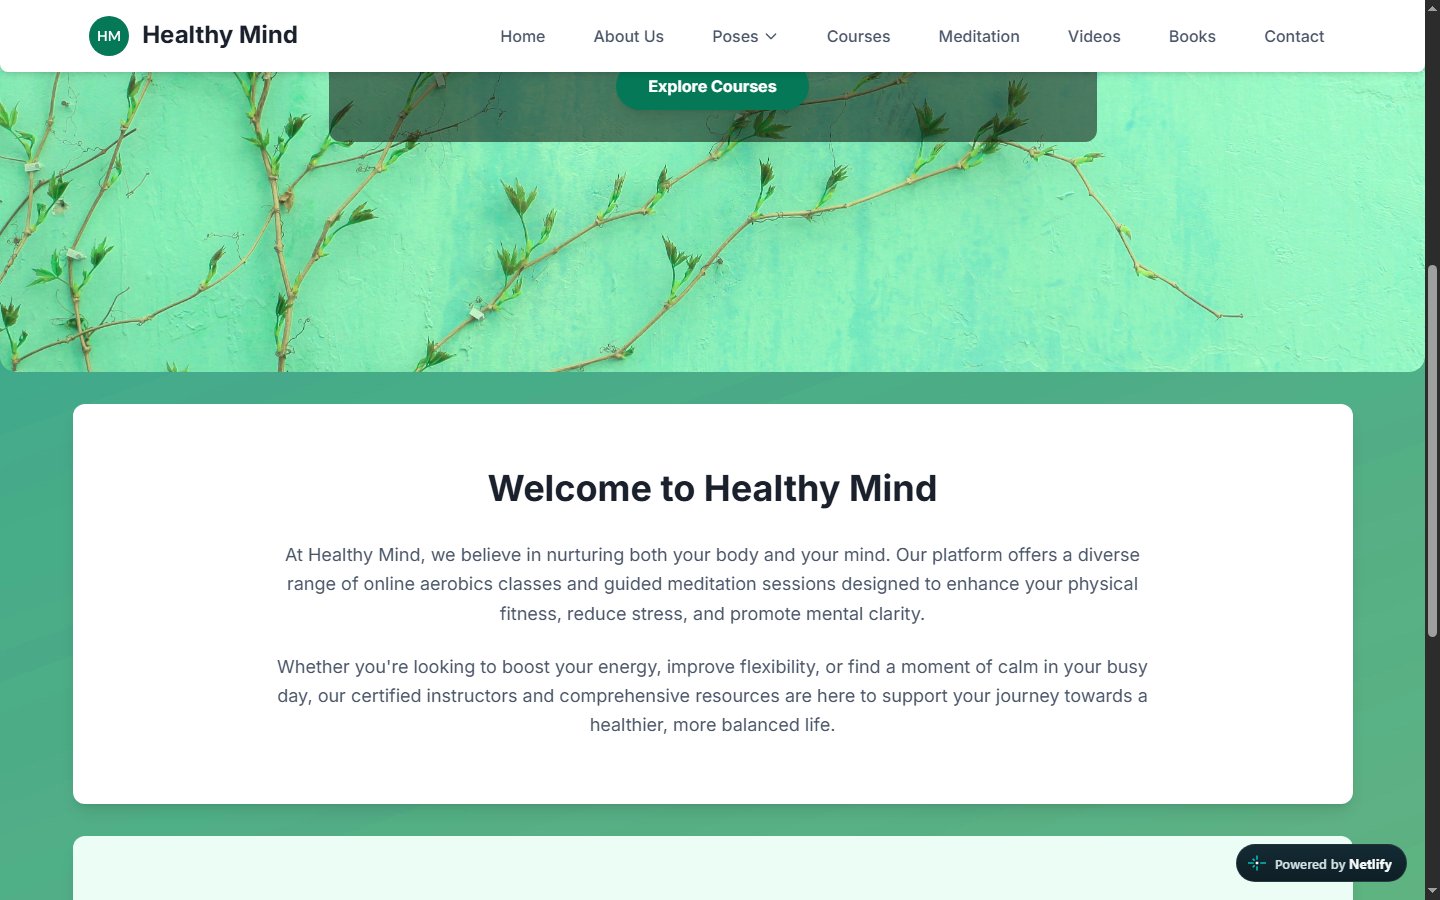 HM Healthy Mind Home About Us Poses Courses Meditation Videos Books Contact
Explore Courses
Welcome to Healthy Mind
At Healthy Mind, we believe in nurturing both your body and your mind. Our platform offers a diverse
range of online aerobics classes and guided meditation sessions designed to enhance your physical
fitness, reduce stress, and promote mental clarity.
Whether you're looking to boost your energy, improve flexibility, or find a moment of calm in your busy
day, our certified instructors and comprehensive resources are here to support your journey towards a
healthier, more balanced life.
Powered by Netlify